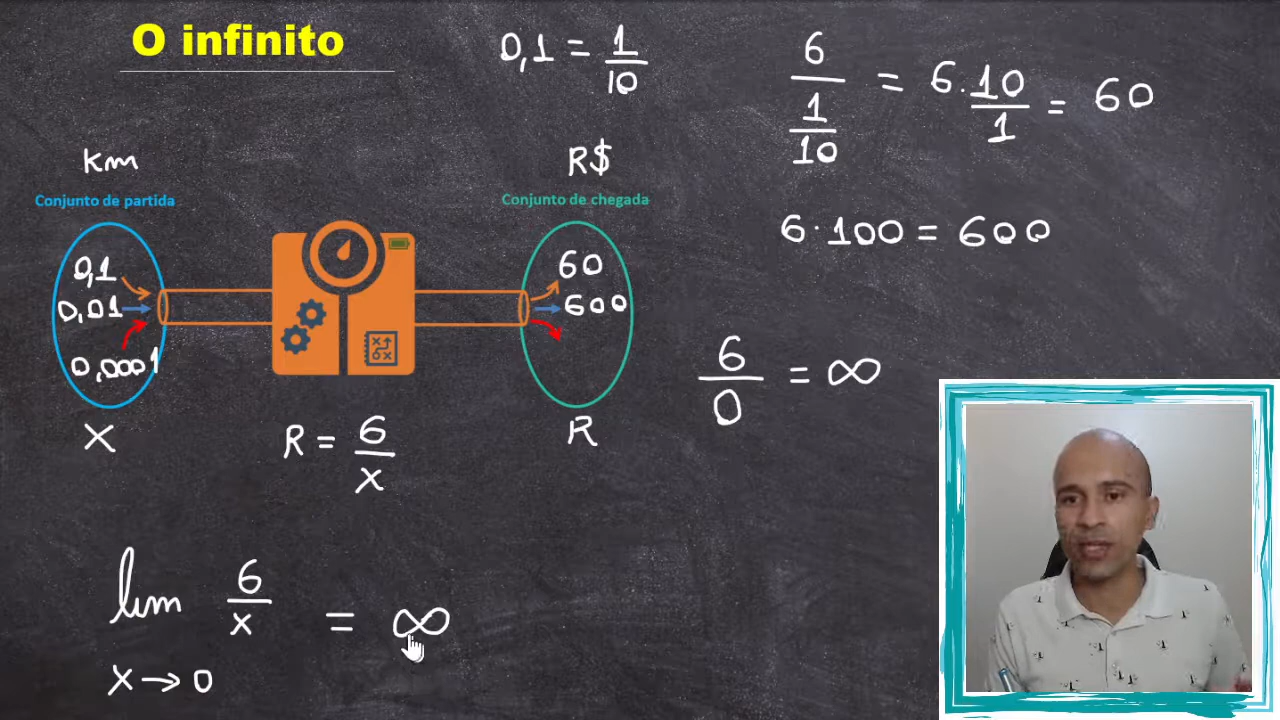 O infinito
0,1 = 1/10
6/(1/10) = 6.10/1 = 60
Km
R$
Conjunto de partida
Conjunto de chegada
6·100 = 600
0,1
60
0,01
600
0,0001
6/0 = ∞
X
R = 6/x
R
lim 6/x = ∞
x→0